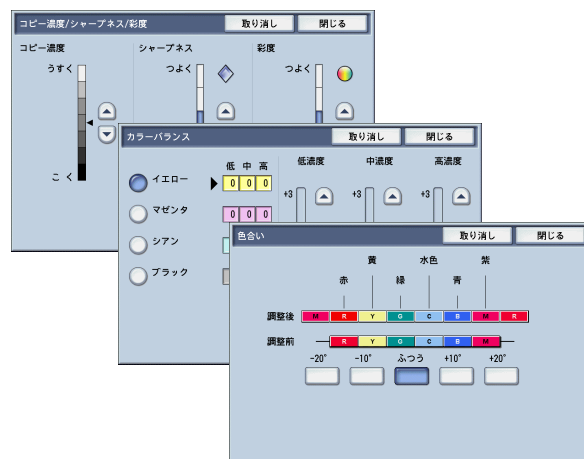 コピー濃度/シャープネス/彩度 取り消し 閉じる
コピー濃度 シャープネス 彩度
うすく つよく つよく
こく
カラーバランス 取り消し 閉じる
低 中 高 低濃度 中濃度 高濃度
イエロー 0 0 0 +3 +3 +3
マゼンタ 0 0 0
シアン
ブラック
色合い 取り消し 閉じる
黄 水色 紫
赤 緑 青
調整後 M R Y G C B M R
調整前 R Y G C B M
-20° -10° ふつう +10° +20°